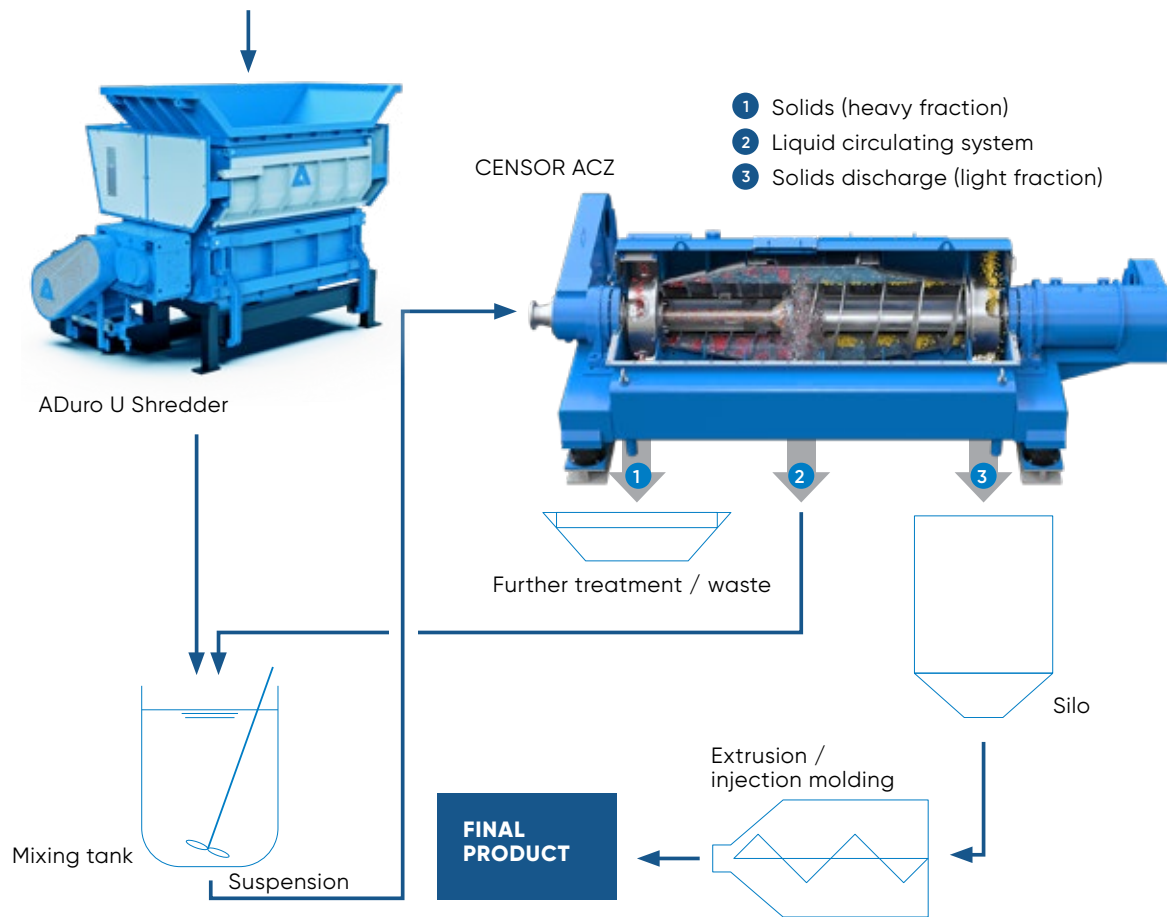 1 Solids (heavy fraction)
2 Liquid circulating system
3 Solids discharge (light fraction)
CENSOR ACZ
ADuro U Shredder
1
2
3
Further treatment / waste
Silo
Extrusion /
injection molding
FINAL
PRODUCT
Mixing tank
Suspension